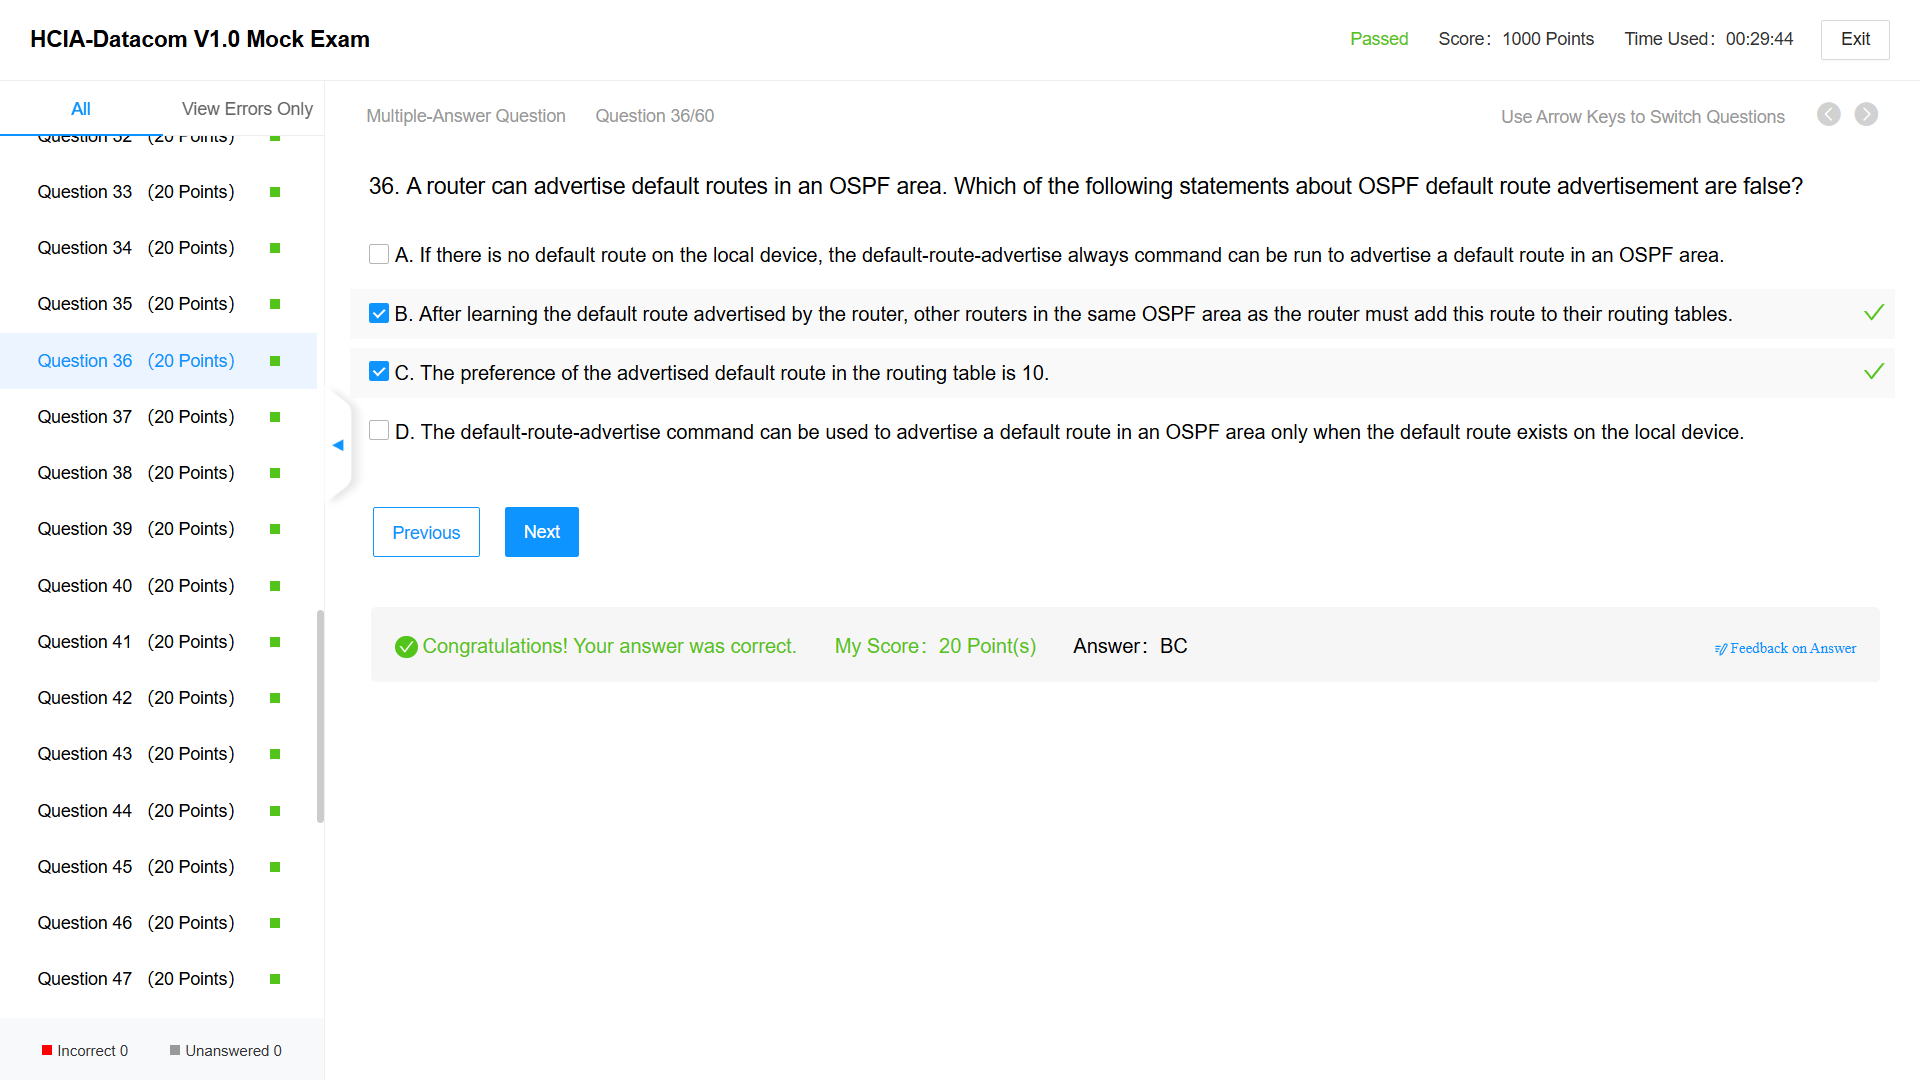 HCIA-Datacom V1.0 Mock Exam
Passed Score: 1000 Points Time Used: 00:29:44 Exit
All View Errors Only
Multiple-Answer Question Question 36/60 Use Arrow Keys to Switch Questions
Question 32 (20 Points)
Question 33 (20 Points)
Question 34 (20 Points)
Question 35 (20 Points)
Question 36 (20 Points)
Question 37 (20 Points)
Question 38 (20 Points)
Question 39 (20 Points)
Question 40 (20 Points)
Question 41 (20 Points)
Question 42 (20 Points)
Question 43 (20 Points)
Question 44 (20 Points)
Question 45 (20 Points)
Question 46 (20 Points)
Question 47 (20 Points)
Incorrect 0 Unanswered 0
36. A router can advertise default routes in an OSPF area. Which of the following statements about OSPF default route advertisement are false?
A. If there is no default route on the local device, the default-route-advertise always command can be run to advertise a default route in an OSPF area.
B. After learning the default route advertised by the router, other routers in the same OSPF area as the router must add this route to their routing tables.
C. The preference of the advertised default route in the routing table is 10.
D. The default-route-advertise command can be used to advertise a default route in an OSPF area only when the default route exists on the local device.
Previous Next
Congratulations! Your answer was correct. My Score: 20 Point(s) Answer: BC Feedback on Answer